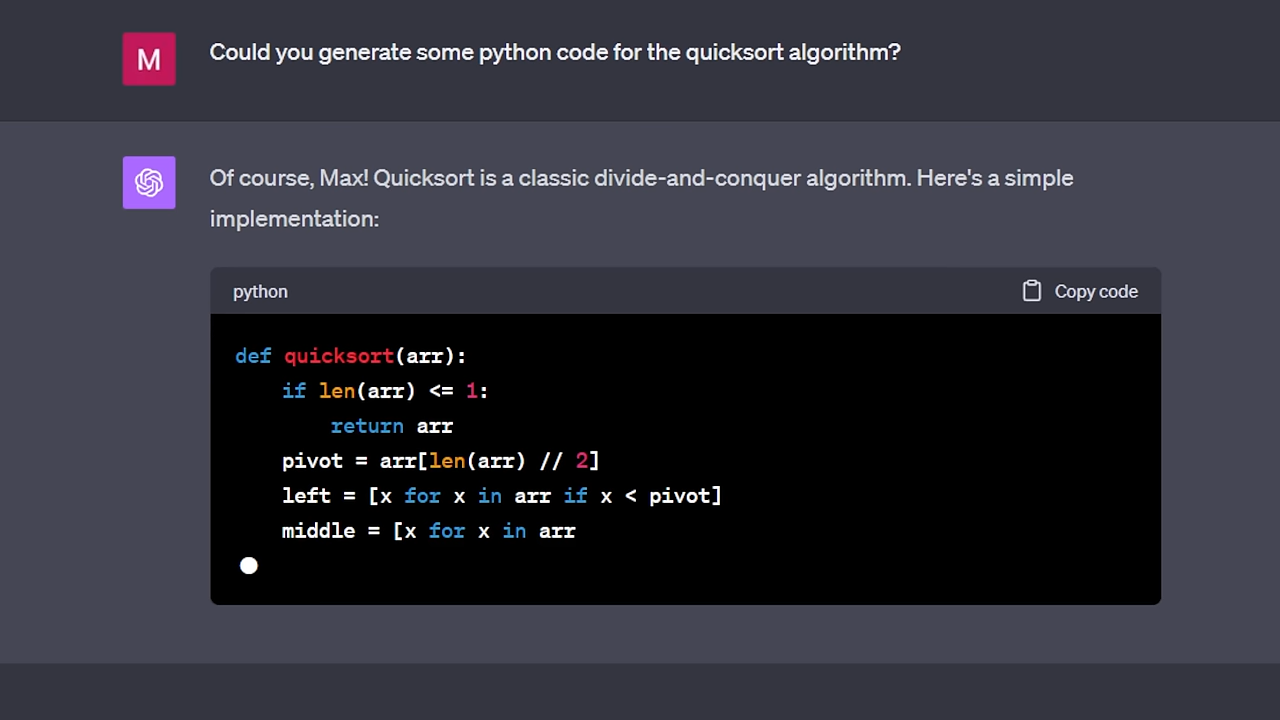 M
Could you generate some python code for the quicksort algorithm?
Of course, Max! Quicksort is a classic divide-and-conquer algorithm. Here's a simple
implementation:
python
Copy code
def quicksort(arr):
    if len(arr) <= 1:
        return arr
    pivot = arr[len(arr) // 2]
    left = [x for x in arr if x < pivot]
    middle = [x for x in arr